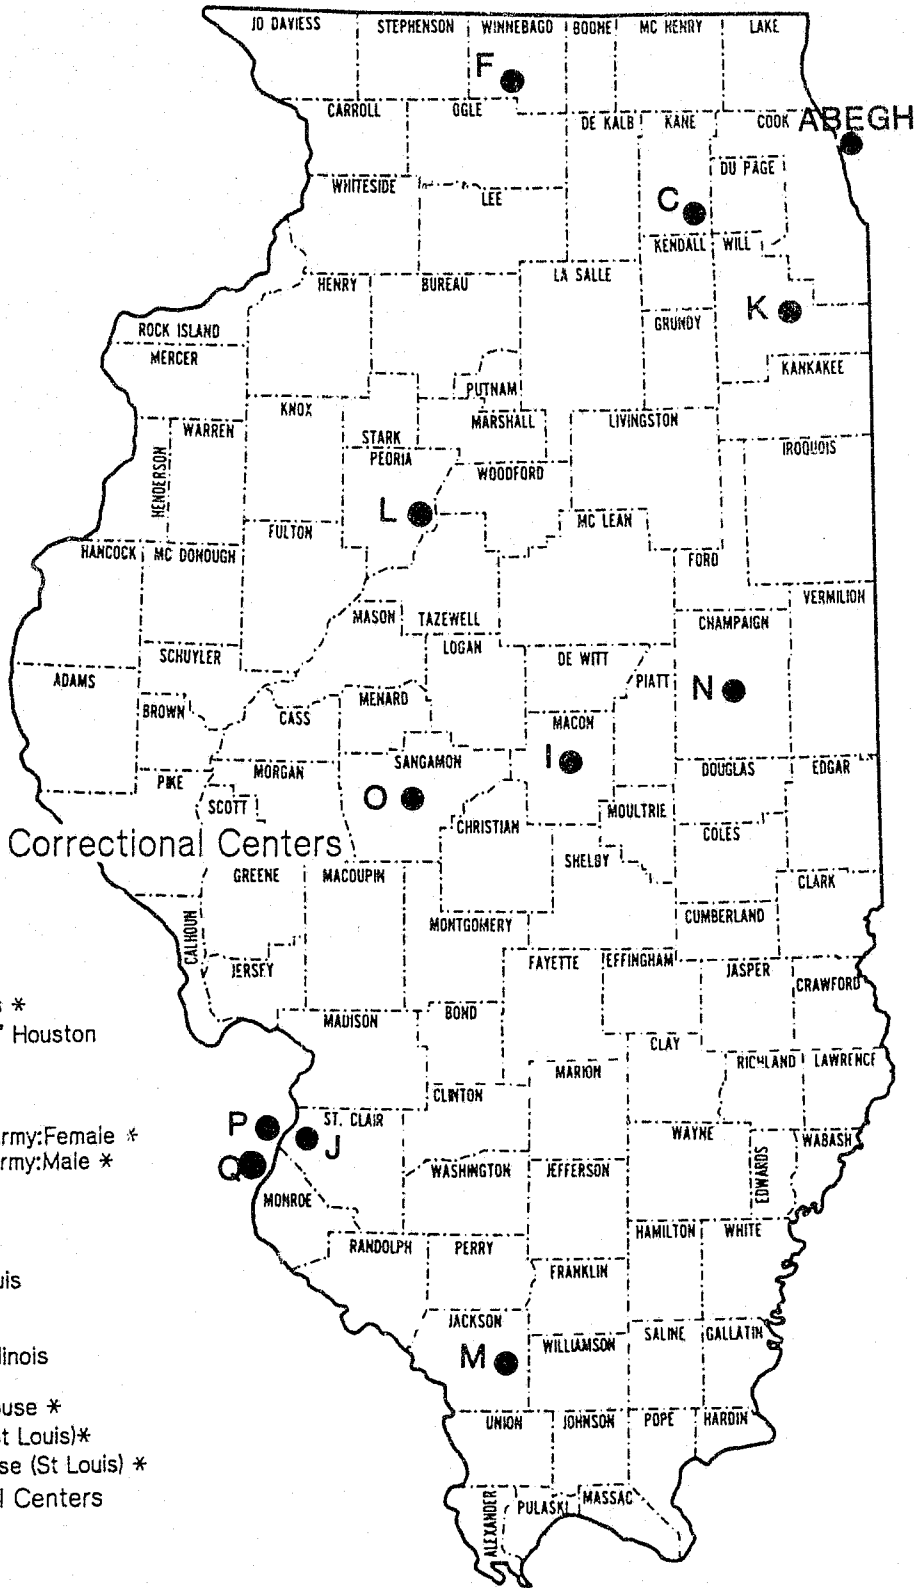 JO DAVIESS STEPHENSON WINNEBAGO BOONE MC HENRY LAKE
F
CARROLL OGLE DE KALB KANE COOK ABEGH
DU PAGE
WHITESIDE LEE C
KENDALL WILL
HENRY BUREAU LA SALLE
K
ROCK ISLAND GRUNDY
MERCER KANKAKEE
PUTNAM
KNOX MARSHALL LIVINGSTON
WARREN STARK IROQUOIS
PEORIA
HENDERSON WOODFORD
L MC LEAN
FULTON
HANCOCK MC DONOUGH FORD
VERMILION
MASON TAZEWELL CHAMPAIGN
LOGAN
SCHUYLER DE WITT
ADAMS PIATT N
BROWN CASS MENARD
MACON
SANGAMON I DOUGLAS EDGAR
PIKE MORGAN
SCOTT O MOULTRIE
CHRISTIAN COLES
Correctional Centers SHELBY
GREENE MACOUPIN CLARK
CUMBERLAND
CALHOUN MONTGOMERY
JERSEY FAYETTE EFFINGHAM JASPER
CRAWFORD
s *
Houston MADISON BOND
CLAY
MARION RICHLAND LAWRENCE
CLINTON
P ST. CLAIR
rmy:Female * J WAYNE WABASH
rmy:Male * Q WASHINGTON JEFFERSON EDWARDS
MONROE
HAMILTON WHITE
RANDOLPH PERRY
uis FRANKLIN
JACKSON
SALINE GALLATIN
linois M WILLIAMSON
use *
t Louis)* UNION JOHNSON POPE HARDIN
se (St Louis) *
l Centers ALEXANDER PULASKI MASSAC